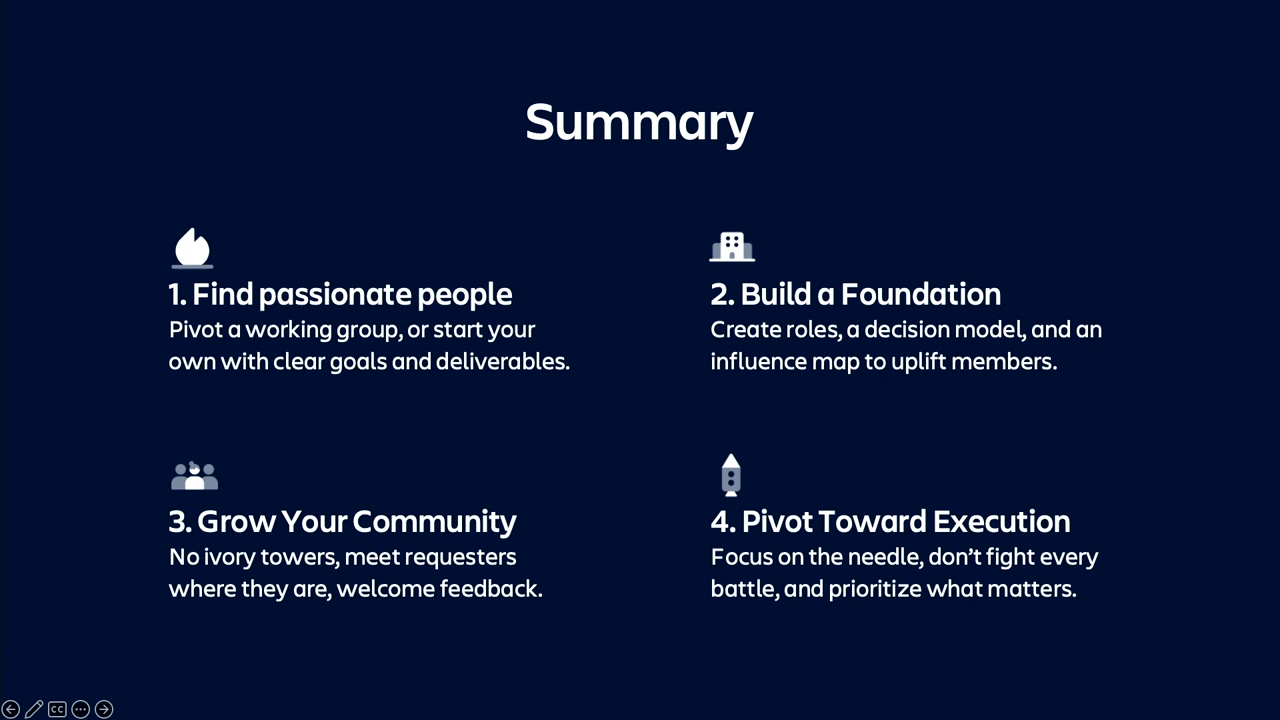 Summary
1. Find passionate people
Pivot a working group, or start your
own with clear goals and deliverables.
2. Build a Foundation
Create roles, a decision model, and an
influence map to uplift members.
3. Grow Your Community
No ivory towers, meet requesters
where they are, welcome feedback.
4. Pivot Toward Execution
Focus on the needle, don’t fight every
battle, and prioritize what matters.
CC